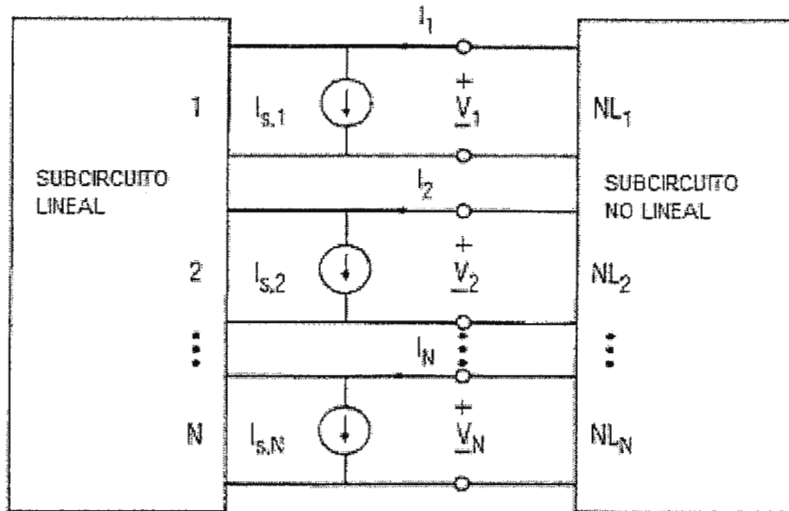 I1
1
Is,1
+
V1
NL1
SUBCIRCUITO
LINEAL
I2
SUBCIRCUITO
NO LINEAL
2
Is,2
+
V2
NL2
IN
N
Is,N
+
VN
NLN